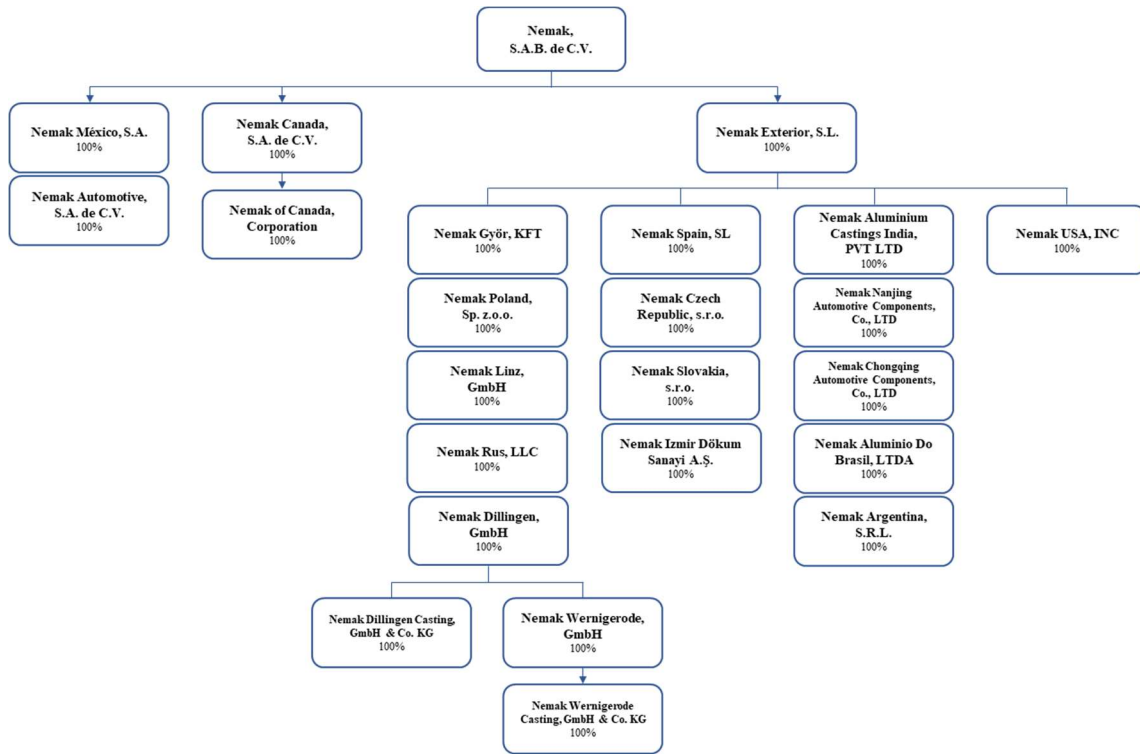 Nemak,
S.A.B. de C.V.
Nemak México, S.A.
100%
Nemak Automotive,
S.A. de C.V.
100%
Nemak Canada,
S.A. de C.V.
100%
Nemak of Canada,
Corporation
100%
Nemak Exterior, S.L.
100%
Nemak Györ, KFT
100%
Nemak Poland,
Sp. z.o.o.
100%
Nemak Linz,
GmbH
100%
Nemak Rus, LLC
100%
Nemak Dillingen,
GmbH
100%
Nemak Dillingen Casting,
GmbH & Co. KG
100%
Nemak Wernigerode,
GmbH
100%
Nemak Wernigerode
Casting, GmbH & Co. KG
100%
Nemak Spain, SL
100%
Nemak Czech
Republic, s.r.o.
100%
Nemak Slovakia,
s.r.o.
100%
Nemak Izmir Dökum
Sanayi A.Ş.
100%
Nemak Aluminium
Castings India,
PVT LTD
100%
Nemak Nanjing
Automotive Components,
Co., LTD
100%
Nemak Chongqing
Automotive Components,
Co., LTD
100%
Nemak Aluminio Do
Brasil, LTDA
100%
Nemak Argentina,
S.R.L.
100%
Nemak USA, INC
100%